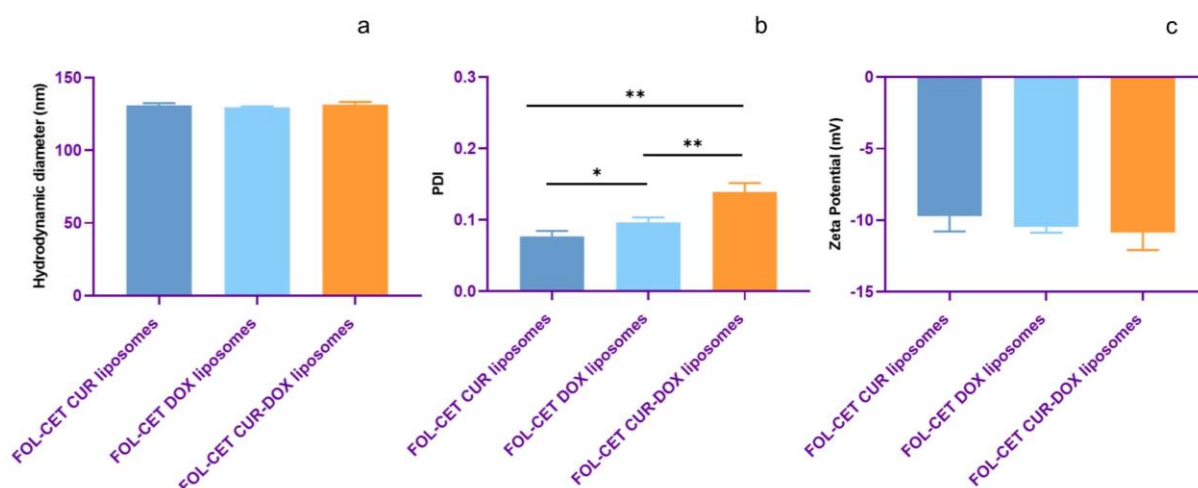 a
Hydrodynamic diameter (nm)
150
100
50
0
FOL-CET CUR liposomes
FOL-CET DOX liposomes
FOL-CET CUR-DOX liposomes
b
PDI
0.3
0.2
0.1
0.0
**
**
*
FOL-CET CUR liposomes
FOL-CET DOX liposomes
FOL-CET CUR-DOX liposomes
c
Zeta Potential (mV)
0
-5
-10
-15
FOL-CET CUR liposomes
FOL-CET DOX liposomes
FOL-CET CUR-DOX liposomes